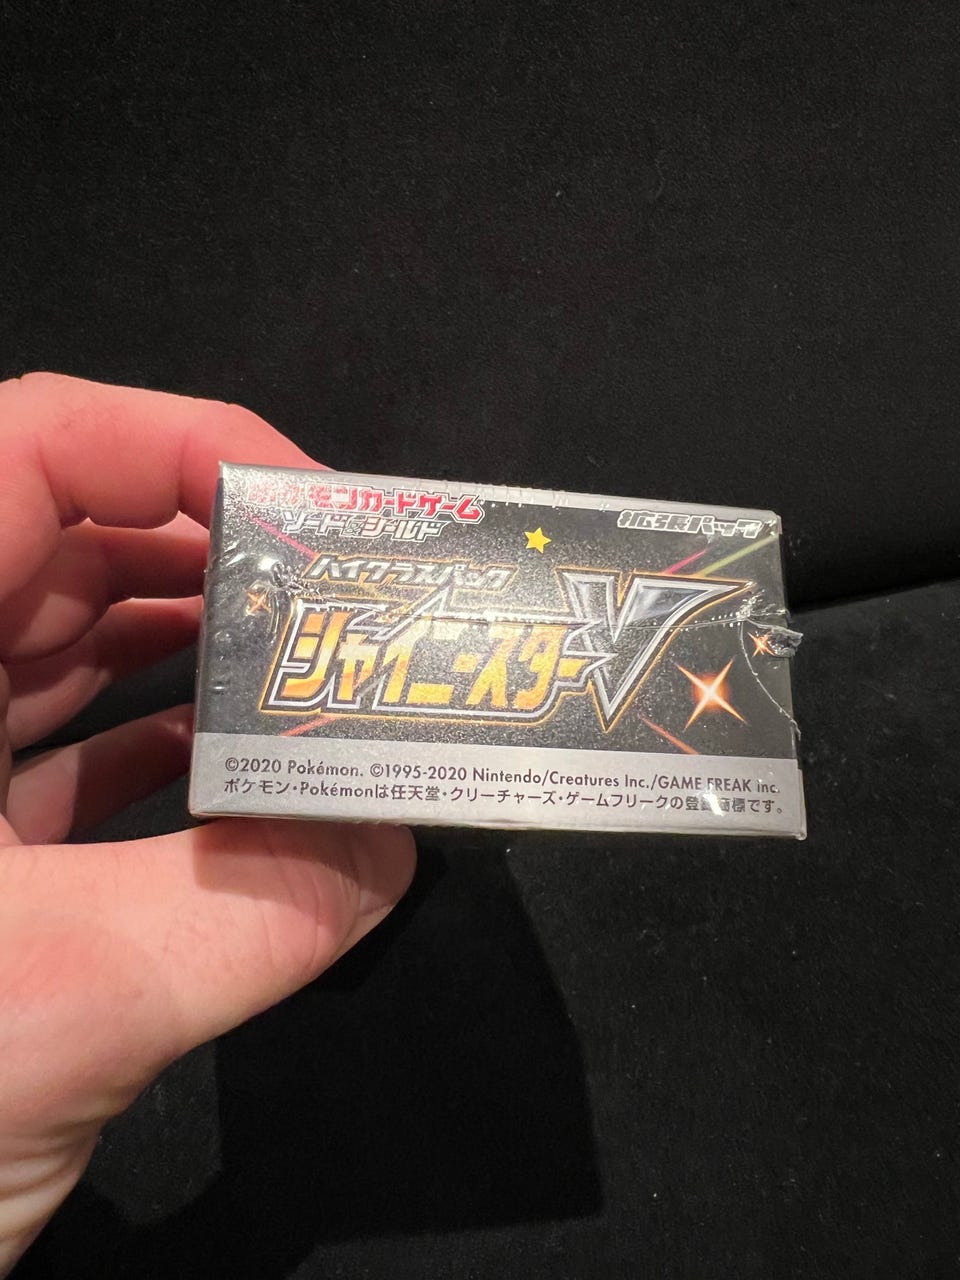 ポケモンカードゲーム
ソード&シールド
拡張パック
ハイクラスパック
シャイニースターV
©2020 Pokémon. ©1995-2020 Nintendo/Creatures Inc./GAME FREAK inc.
ポケモン・Pokémonは任天堂・クリーチャーズ・ゲームフリークの登録商標です。